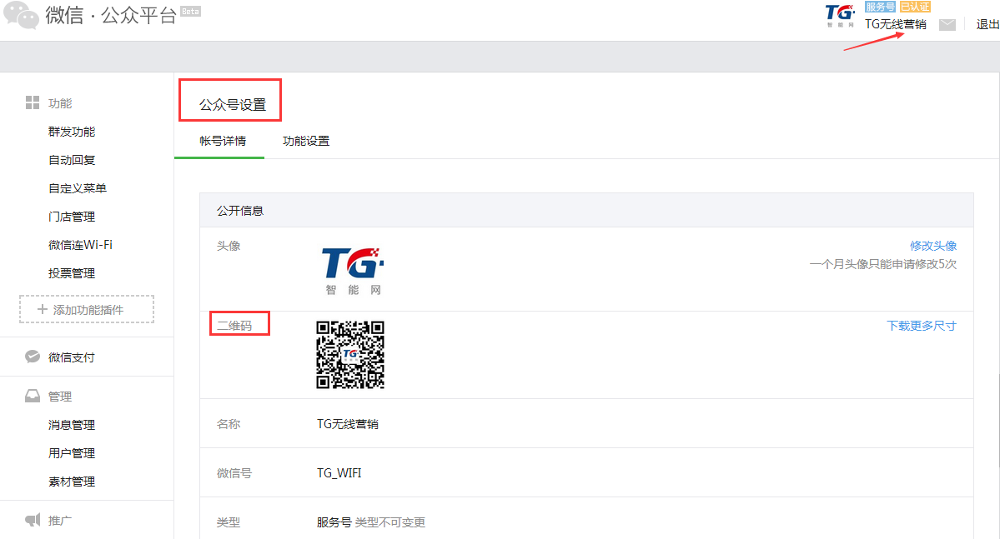 微信 · 公众平台 Beta
TG 智能网
服务号 已认证
TG无线营销
退出
功能
群发功能
自动回复
自定义菜单
门店管理
微信连Wi-Fi
投票管理
+ 添加功能插件
微信支付
管理
消息管理
用户管理
素材管理
推广
公众号设置
帐号详情 功能设置
公开信息
头像
TG
智能网
修改头像
一个月头像只能申请修改5次
二维码
TG
下载更多尺寸
名称 TG无线营销
微信号 TG_WIFI
类型 服务号 类型不可变更